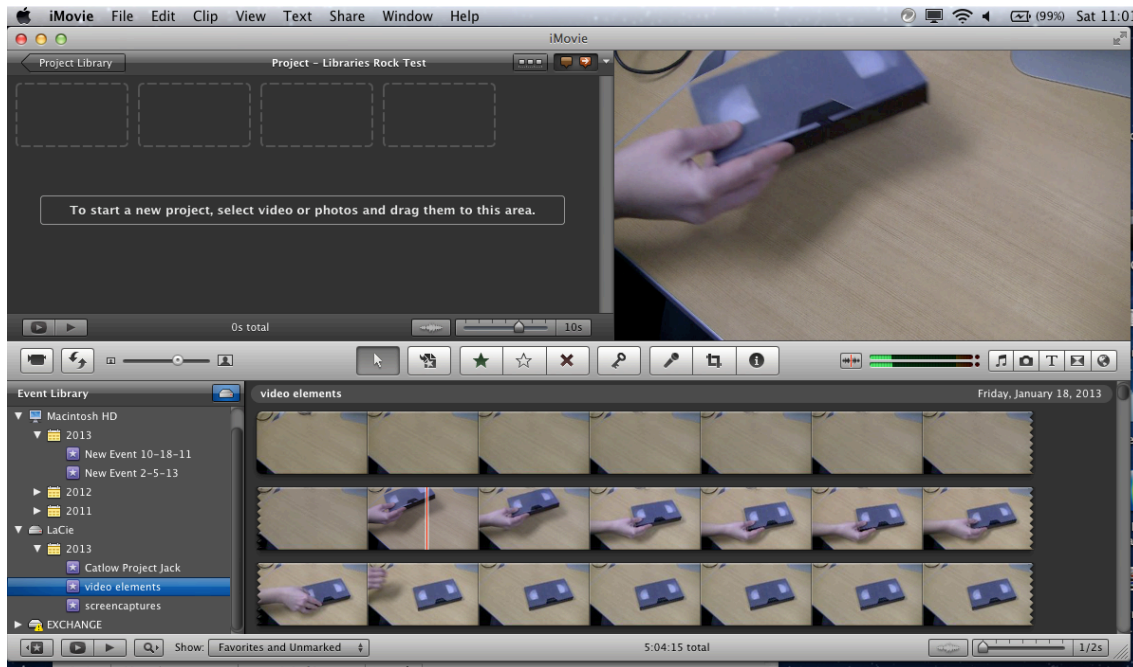 iMovie File Edit Clip View Text Share Window Help (99%) Sat 11:01
iMovie
Project Library Project - Libraries Rock Test
To start a new project, select video or photos and drag them to this area.
0s total 10s
Event Library video elements Friday, January 18, 2013
Macintosh HD
2013
New Event 10-18-11
New Event 2-5-13
2012
2011
LaCie
2013
Catlow Project Jack
video elements
screencaptures
EXCHANGE
Show: Favorites and Unmarked 5:04:15 total 1/2s